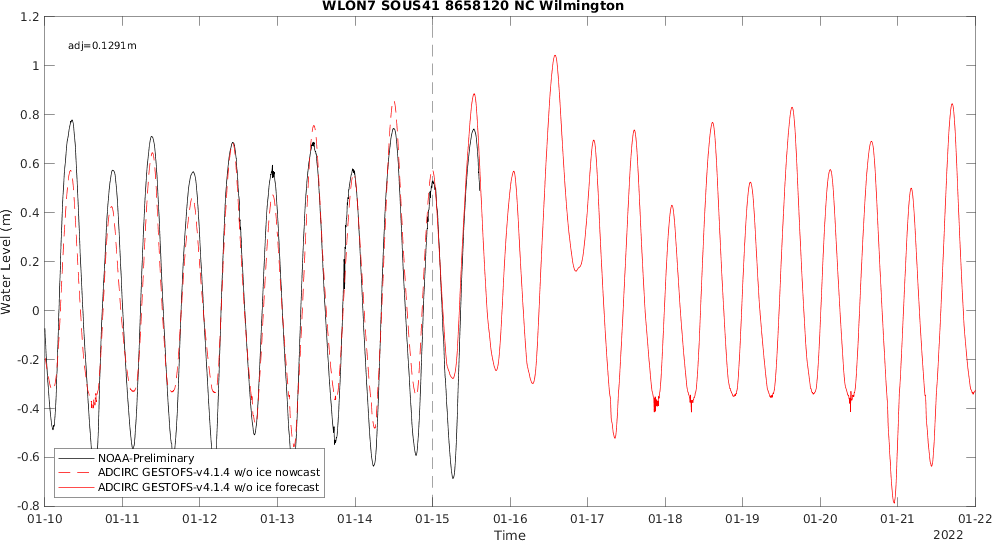 WLON7 SOUS41 8658120 NC Wilmington
adj=0.1291m
1.2
1
0.8
0.6
0.4
0.2
0
-0.2
-0.4
-0.6
-0.8
Water Level (m)
NOAA-Preliminary
ADCIRC GESTOFS-v4.1.4 w/o ice nowcast
ADCIRC GESTOFS-v4.1.4 w/o ice forecast
01-10 01-11 01-12 01-13 01-14 01-15 01-16 01-17 01-18 01-19 01-20 01-21 01-22
Time
2022